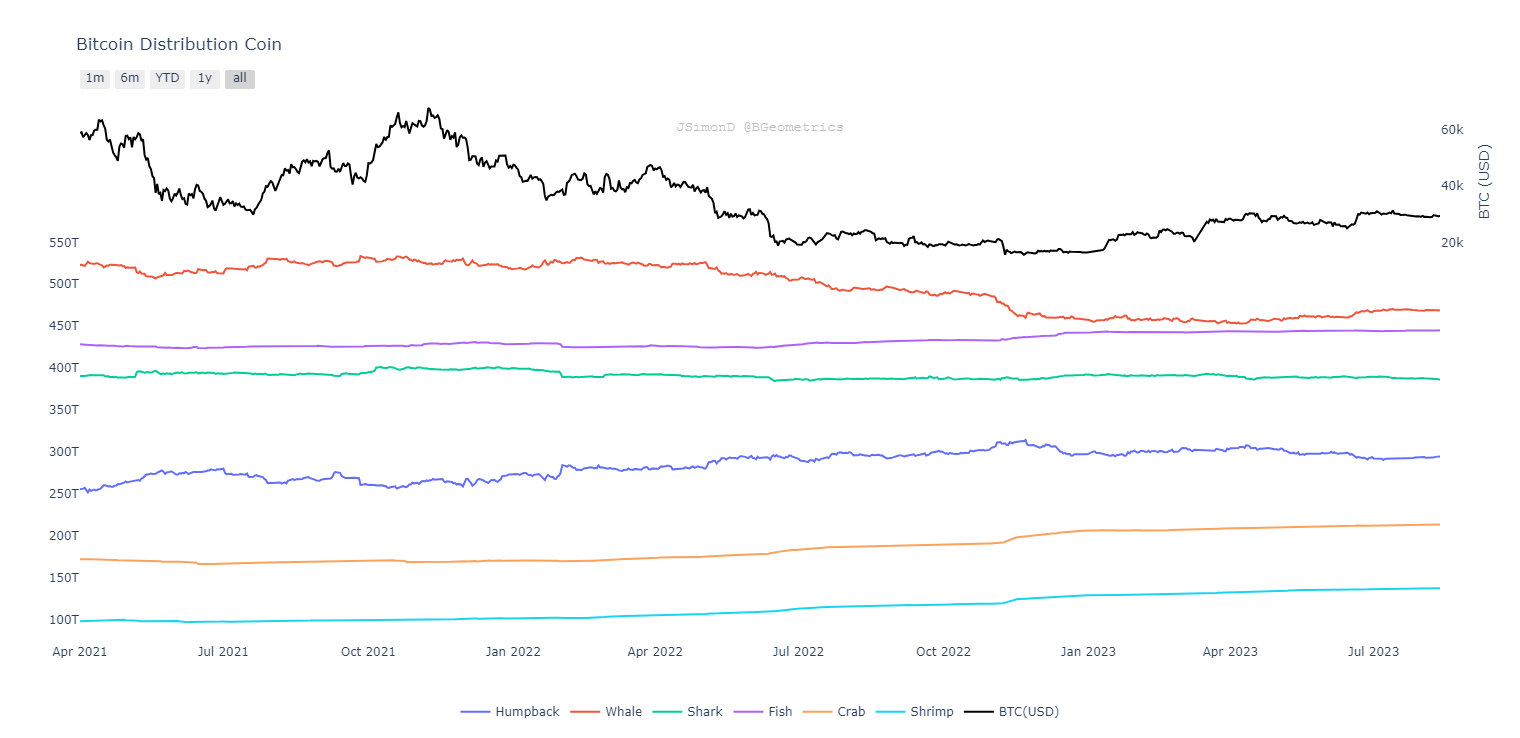 Bitcoin Distribution Coin
1m 6m YTD 1y all
JSimonD @BGeometrics
60k
40k
20k
BTC (USD)
550T
500T
450T
400T
350T
300T
250T
200T
150T
100T
Apr 2021 Jul 2021 Oct 2021 Jan 2022 Apr 2022 Jul 2022 Oct 2022 Jan 2023 Apr 2023 Jul 2023
Humpback Whale Shark Fish Crab Shrimp BTC(USD)